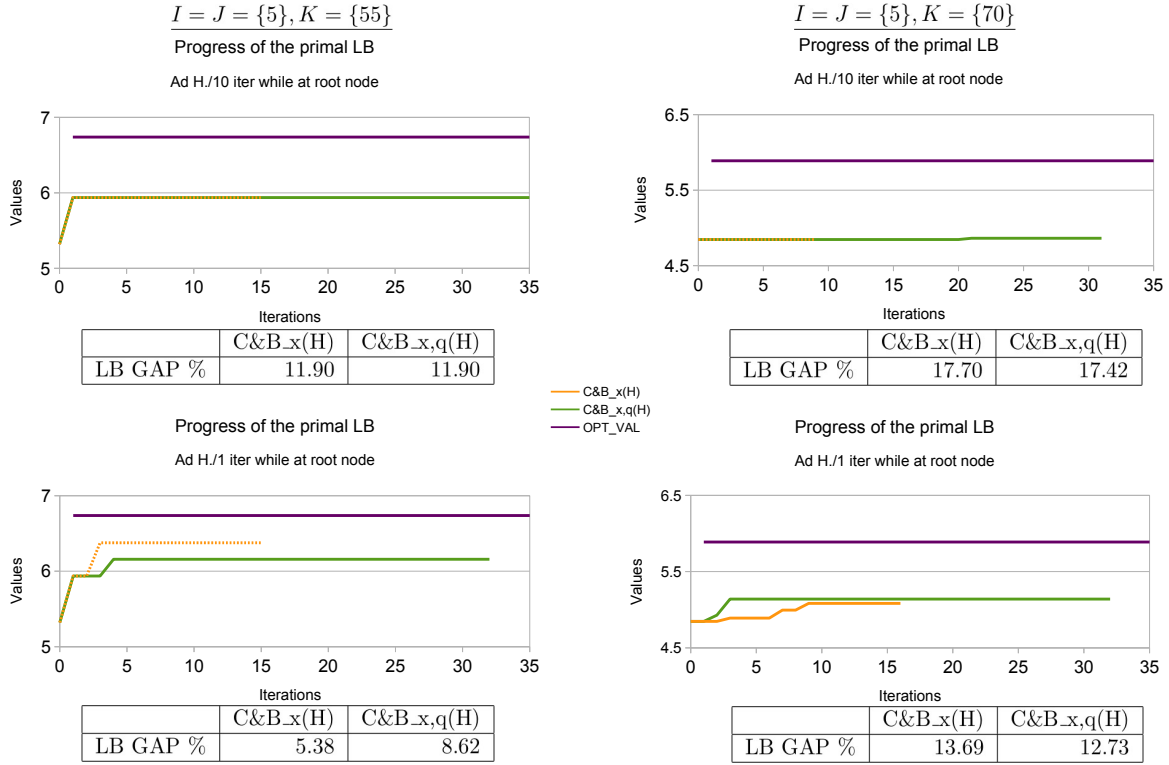 I = J = {5}, K = {55}
Progress of the primal LB
Ad H./10 iter while at root node
7
6
5
Values
0 5 10 15 20 25 30 35
Iterations
C&B_x(H) C&B_x,q(H)
LB GAP % 11.90 11.90
I = J = {5}, K = {70}
Progress of the primal LB
Ad H./10 iter while at root node
6.5
5.5
4.5
Values
0 5 10 15 20 25 30 35
Iterations
C&B_x(H) C&B_x,q(H)
LB GAP % 17.70 17.42
C&B_x(H)
C&B_x,q(H)
OPT_VAL
Progress of the primal LB
Ad H./1 iter while at root node
7
6
5
Values
0 5 10 15 20 25 30 35
Iterations
C&B_x(H) C&B_x,q(H)
LB GAP % 5.38 8.62
Progress of the primal LB
Ad H./1 iter while at root node
6.5
5.5
4.5
Values
0 5 10 15 20 25 30 35
Iterations
C&B_x(H) C&B_x,q(H)
LB GAP % 13.69 12.73